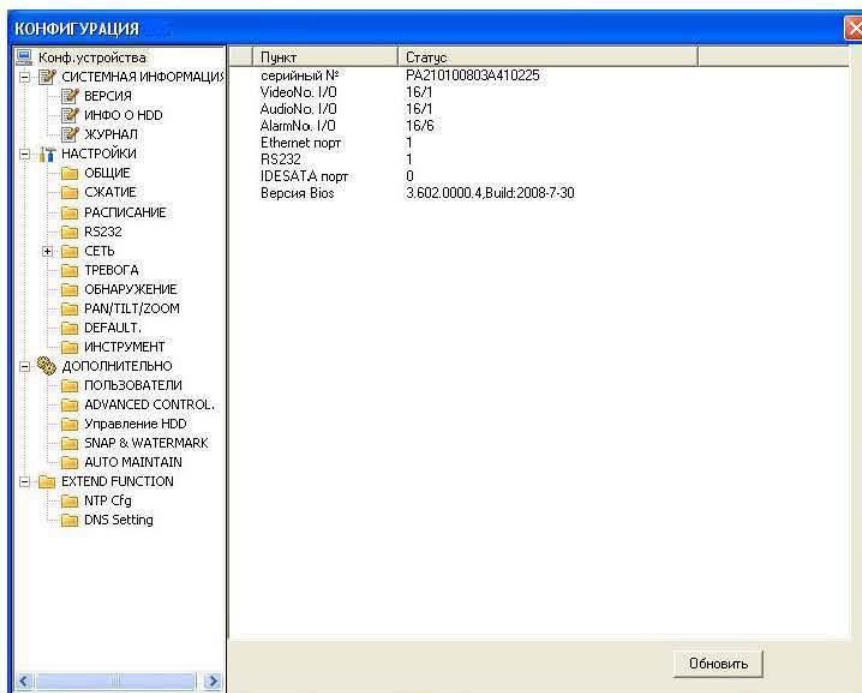 КОНФИГУРАЦИЯ
Конф.устройства
СИСТЕМНАЯ ИНФОРМАЦИЯ
ВЕРСИЯ
ИНФО О HDD
ЖУРНАЛ
НАСТРОЙКИ
ОБЩИЕ
СЖАТИЕ
РАСПИСАНИЕ
RS232
СЕТЬ
ТРЕВОГА
ОБНАРУЖЕНИЕ
PAN/TILT/ZOOM
DEFAULT.
ИНСТРУМЕНТ
ДОПОЛНИТЕЛЬНО
ПОЛЬЗОВАТЕЛИ
ADVANCED CONTROL.
Управление HDD
SNAP & WATERMARK
AUTO MAINTAIN
EXTEND FUNCTION
NTP Cfg
DNS Setting
Пункт Статус
серийный № PA210100803A410225
VideoNo. I/O 16/1
AudioNo. I/O 16/1
AlarmNo. I/O 16/6
Ethernet порт 1
RS232 1
IDESATA порт 0
Версия Bios 3.602.0000.4,Build:2008-7-30
Обновить